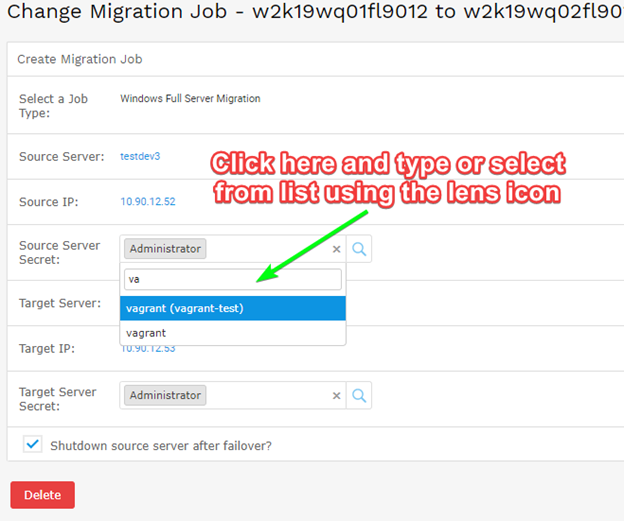 Change Migration Job - w2k19wq01fl9012 to w2k19wq02fl90
Create Migration Job
Select a Job
Type:
Windows Full Server Migration
Source Server:
testdev3
Click here and type or select
from list using the lens icon
Source IP:
10.90.12.52
Source Server
Secret:
Administrator
va
vagrant (vagrant-test)
vagrant
Target Server:
Target IP:
10.90.12.53
Target Server
Secret:
Administrator
Shutdown source server after failover?
Delete